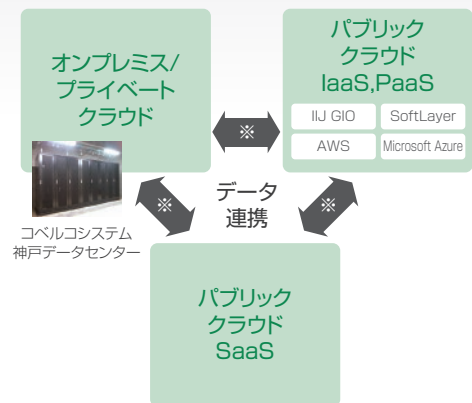 オンプレミス/
プライベート
クラウド
パブリック
クラウド
IaaS,PaaS
IIJ GIO
SoftLayer
AWS
Microsoft Azure
※
コベルコシステム
神戸データセンター
※
データ
連携
※
パブリック
クラウド
SaaS